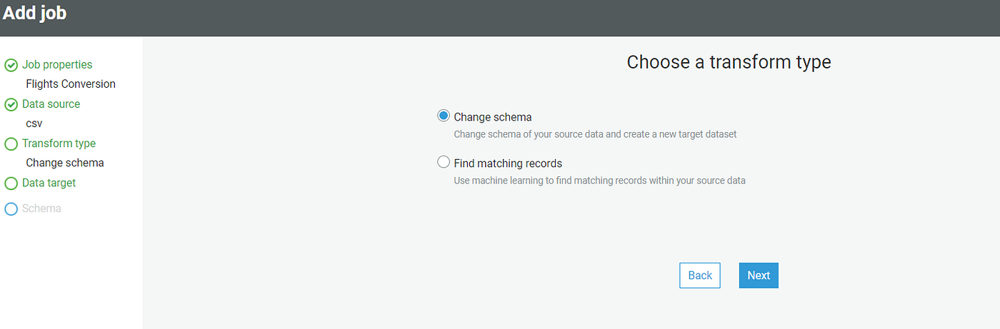 Add job
Job properties
Flights Conversion
Data source
csv
Transform type
Change schema
Data target
Schema
Choose a transform type
Change schema
Change schema of your source data and create a new target dataset
Find matching records
Use machine learning to find matching records within your source data
Back
Next